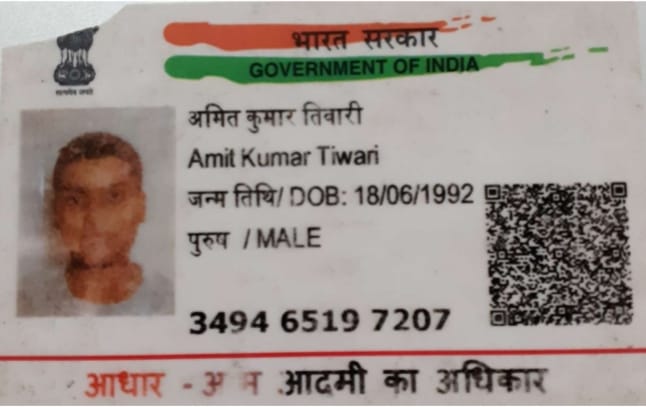 भारत सरकार
GOVERNMENT OF INDIA
सत्यमेव जयते
अमित कुमार तिवारी
Amit Kumar Tiwari
जन्म तिथि/ DOB: 18/06/1992
पुरुष / MALE
3494 6519 7207
आधार - आदमी का अधिकार